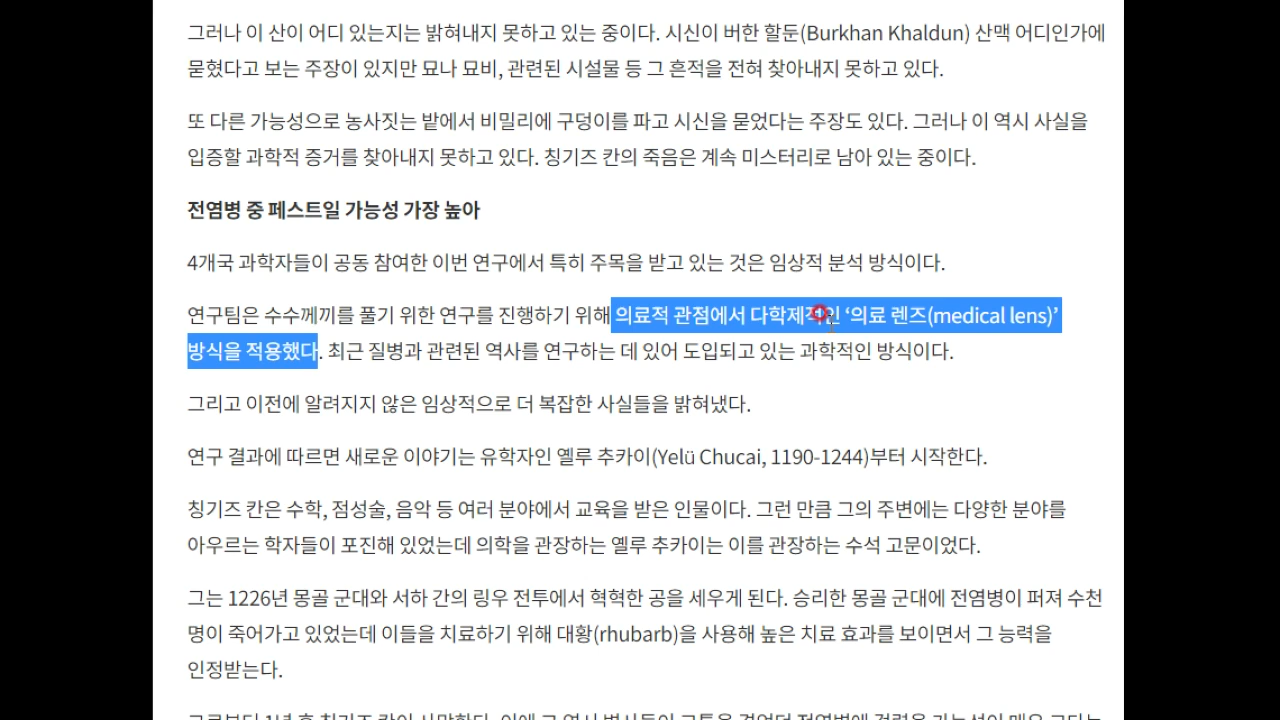 그러나 이 산이 어디 있는지는 밝혀내지 못하고 있는 중이다. 시신이 버한 할둔(Burkhan Khaldun) 산맥 어디인가에
묻혔다고 보는 주장이 있지만 묘나 묘비, 관련된 시설물 등 그 흔적을 전혀 찾아내지 못하고 있다.
또 다른 가능성으로 농사짓는 밭에서 비밀리에 구덩이를 파고 시신을 묻었다는 주장도 있다. 그러나 이 역시 사실을
입증할 과학적 증거를 찾아내지 못하고 있다. 칭기즈 칸의 죽음은 계속 미스터리로 남아 있는 중이다.
전염병 중 페스트일 가능성 가장 높아
4개국 과학자들이 공동 참여한 이번 연구에서 특히 주목을 받고 있는 것은 임상적 분석 방식이다.
연구팀은 수수께끼를 풀기 위한 연구를 진행하기 위해 의료적 관점에서 다학제적인 ‘의료 렌즈(medical lens)’
방식을 적용했다. 최근 질병과 관련된 역사를 연구하는 데 있어 도입되고 있는 과학적인 방식이다.
그리고 이전에 알려지지 않은 임상적으로 더 복잡한 사실들을 밝혀냈다.
연구 결과에 따르면 새로운 이야기는 유학자인 옐루 추카이(Yelü Chucai, 1190-1244)부터 시작한다.
칭기즈 칸은 수학, 점성술, 음악 등 여러 분야에서 교육을 받은 인물이다. 그런 만큼 그의 주변에는 다양한 분야를
아우르는 학자들이 포진해 있었는데 의학을 관장하는 옐루 추카이는 이를 관장하는 수석 고문이었다.
그는 1226년 몽골 군대와 서하 간의 링우 전투에서 혁혁한 공을 세우게 된다. 승리한 몽골 군대에 전염병이 퍼져 수천
명이 죽어가고 있었는데 이들을 치료하기 위해 대황(rhubarb)을 사용해 높은 치료 효과를 보이면서 그 능력을
인정받는다.